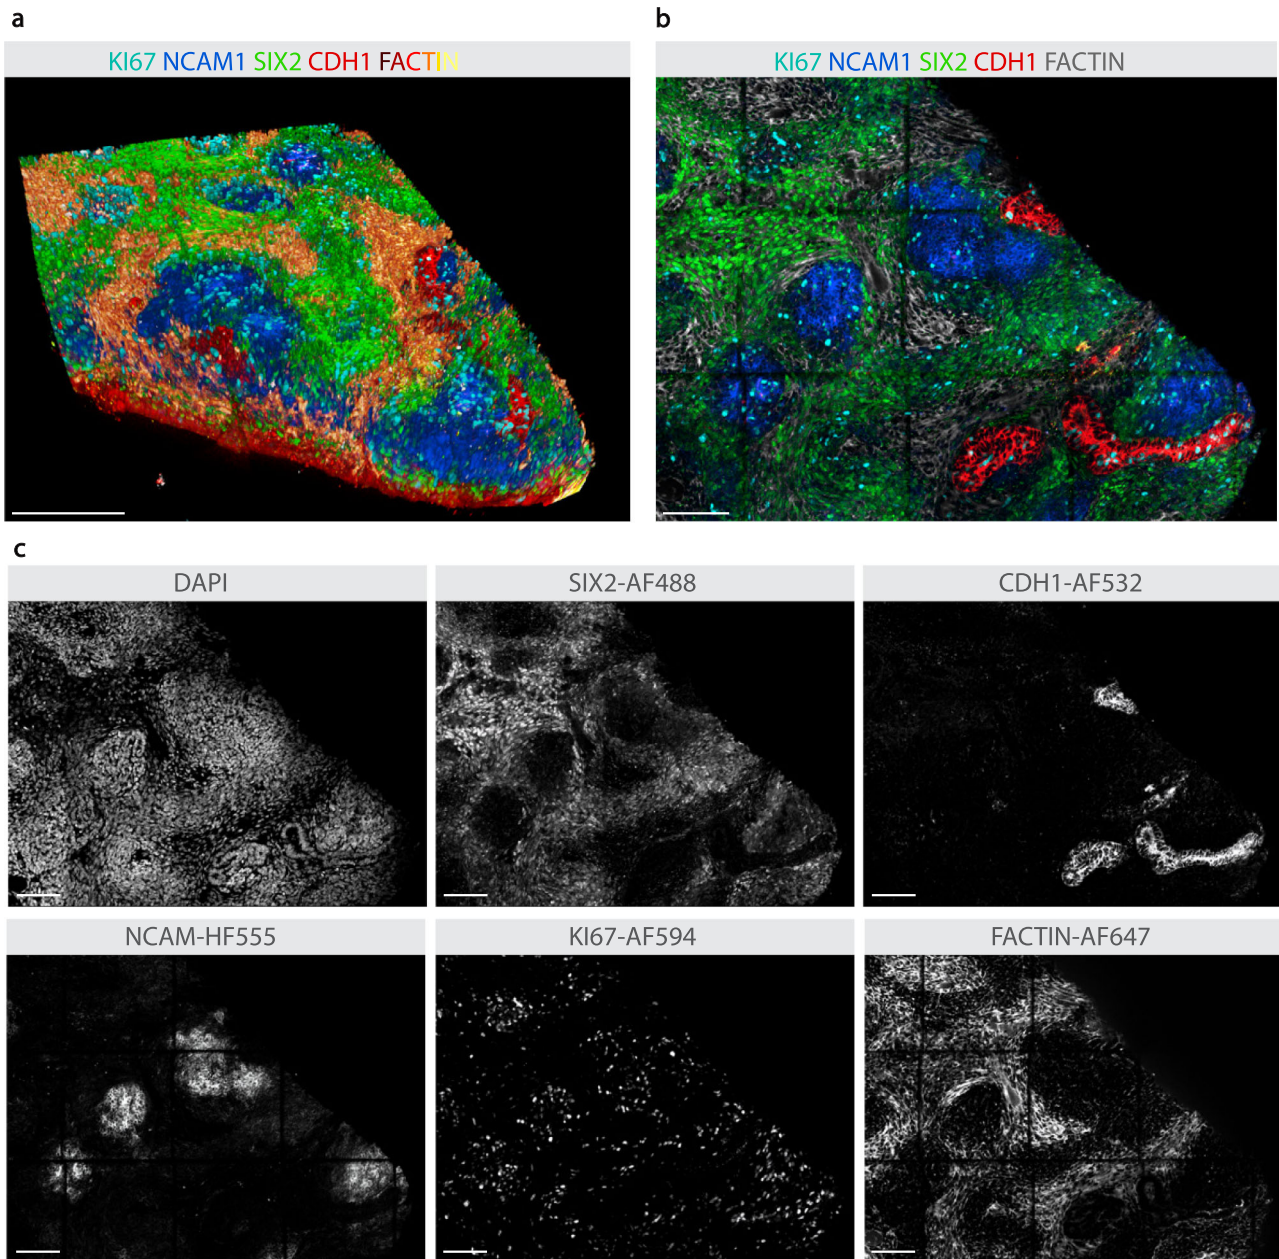 a
KI67 NCAM1 SIX2 CDH1 FACTIN
b
KI67 NCAM1 SIX2 CDH1 FACTIN
c
DAPI
SIX2-AF488
CDH1-AF532
NCAM-HF555
KI67-AF594
FACTIN-AF647